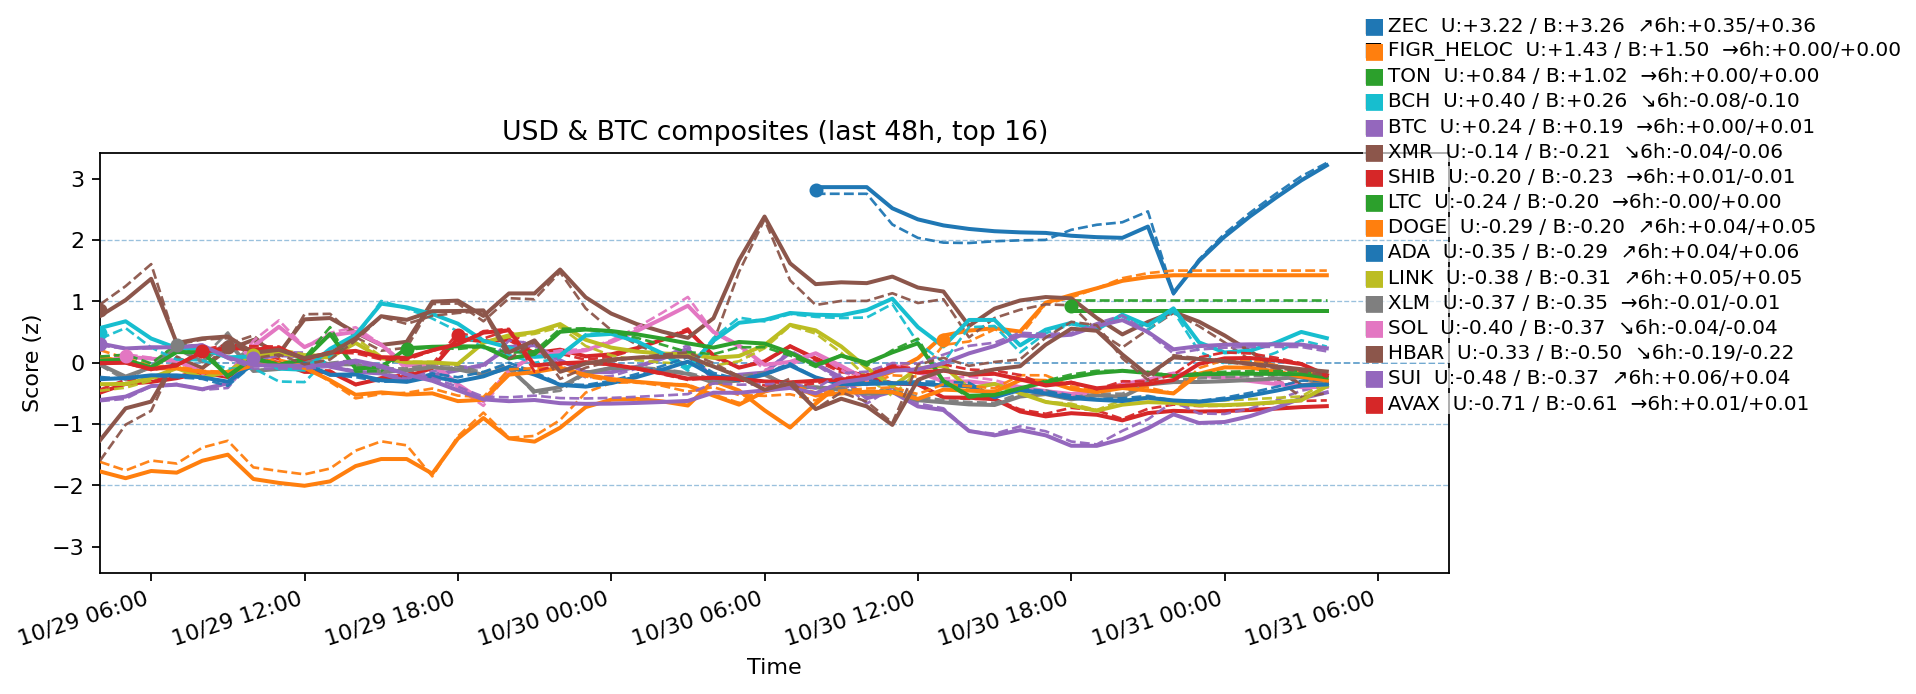 ZEC  U:+3.22 / B:+3.26  ↗6h:+0.35/+0.36
FIGR_HELOC  U:+1.43 / B:+1.50  →6h:+0.00/+0.00
TON  U:+0.84 / B:+1.02  →6h:+0.00/+0.00
BCH  U:+0.40 / B:+0.26  ↘6h:-0.08/-0.10
BTC  U:+0.24 / B:+0.19  →6h:+0.00/+0.01
XMR  U:-0.14 / B:-0.21  ↘6h:-0.04/-0.06
SHIB  U:-0.20 / B:-0.23  →6h:+0.01/-0.01
LTC  U:-0.24 / B:-0.20  →6h:-0.00/+0.00
DOGE  U:-0.29 / B:-0.20  ↗6h:+0.04/+0.05
ADA  U:-0.35 / B:-0.29  ↗6h:+0.04/+0.06
LINK  U:-0.38 / B:-0.31  ↗6h:+0.05/+0.05
XLM  U:-0.37 / B:-0.35  →6h:-0.01/-0.01
SOL  U:-0.40 / B:-0.37  ↘6h:-0.04/-0.04
HBAR  U:-0.33 / B:-0.50  ↘6h:-0.19/-0.22
SUI  U:-0.48 / B:-0.37  ↗6h:+0.06/+0.04
AVAX  U:-0.71 / B:-0.61  →6h:+0.01/+0.01
USD & BTC composites (last 48h, top 16)
Score (z)
3
2
1
0
−1
−2
−3
10/29 06:00
10/29 12:00
10/29 18:00
10/30 00:00
10/30 06:00
10/30 12:00
10/30 18:00
10/31 00:00
10/31 06:00
Time